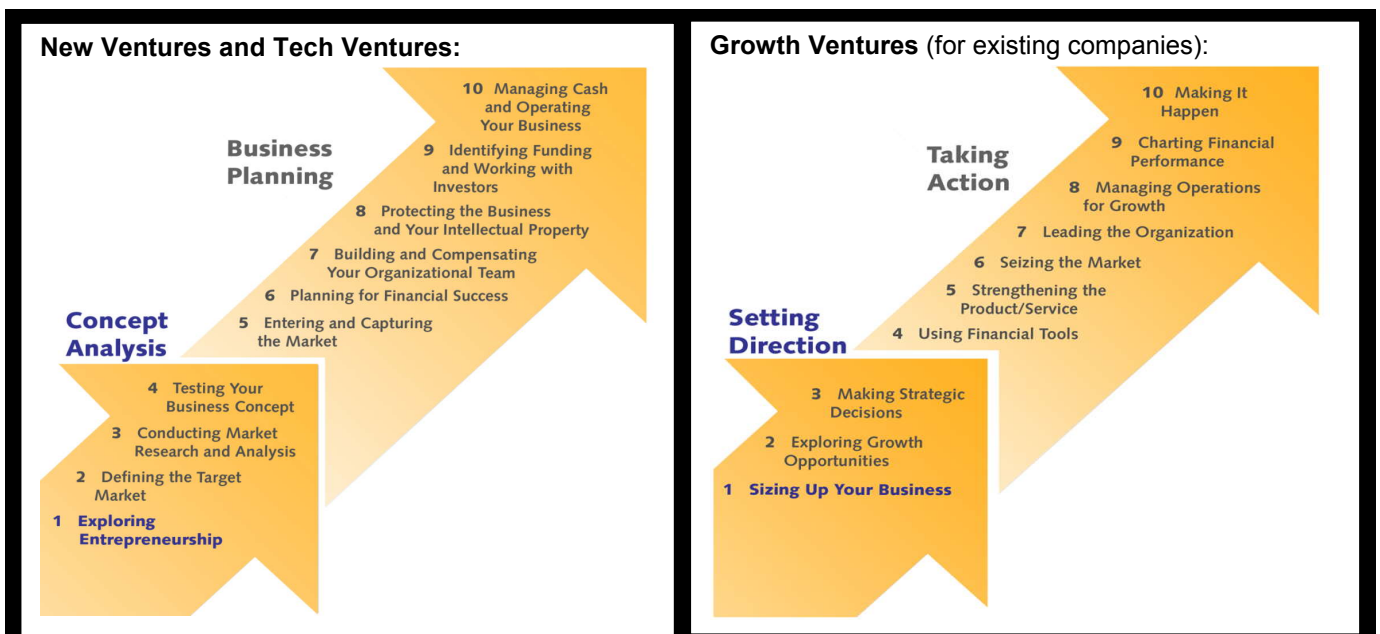 New Ventures and Tech Ventures:
10 Managing Cash
and Operating
Your Business
Business
Planning
9 Identifying Funding
and Working with
Investors
8 Protecting the Business
and Your Intellectual Property
7 Building and Compensating
Your Organizational Team
6 Planning for Financial Success
5 Entering and Capturing
the Market
Concept
Analysis
4 Testing Your
Business Concept
3 Conducting Market
Research and Analysis
2 Defining the Target
Market
1 Exploring
Entrepreneurship
Growth Ventures (for existing companies):
10 Making It
Happen
9 Charting Financial
Performance
Taking
Action
8 Managing Operations
for Growth
7 Leading the Organization
6 Seizing the Market
5 Strengthening the
Product/Service
4 Using Financial Tools
Setting
Direction
3 Making Strategic
Decisions
2 Exploring Growth
Opportunities
1 Sizing Up Your Business